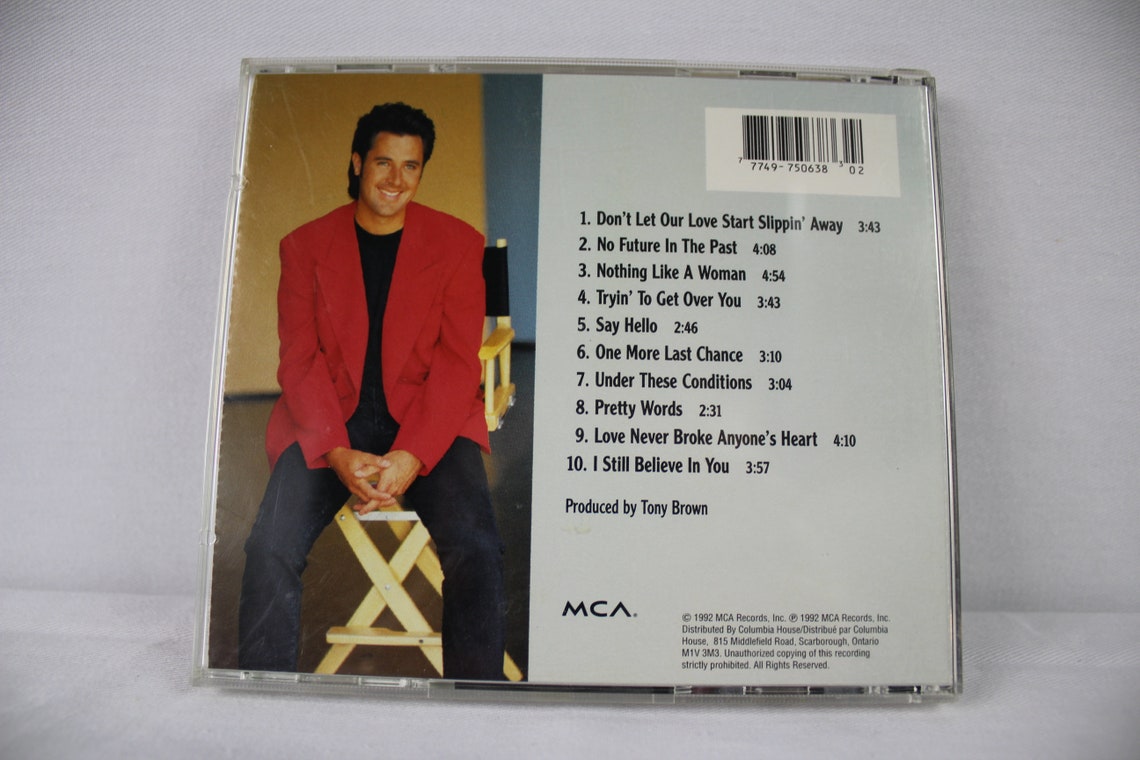 7 7749-750638 3 02
1. Don't Let Our Love Start Slippin' Away 3:43
2. No Future In The Past 4:08
3. Nothing Like A Woman 4:54
4. Tryin' To Get Over You 3:43
5. Say Hello 2:46
6. One More Last Chance 3:10
7. Under These Conditions 3:04
8. Pretty Words 2:31
9. Love Never Broke Anyone's Heart 4:10
10. I Still Believe In You 3:57
Produced by Tony Brown
MCA®
© 1992 MCA Records, Inc. ℗ 1992 MCA Records, Inc.
Distributed By Columbia House/Distribué par Columbia
House, 815 Middlefield Road, Scarborough, Ontario
M1V 3M3. Unauthorized copying of this recording
strictly prohibited. All Rights Reserved.